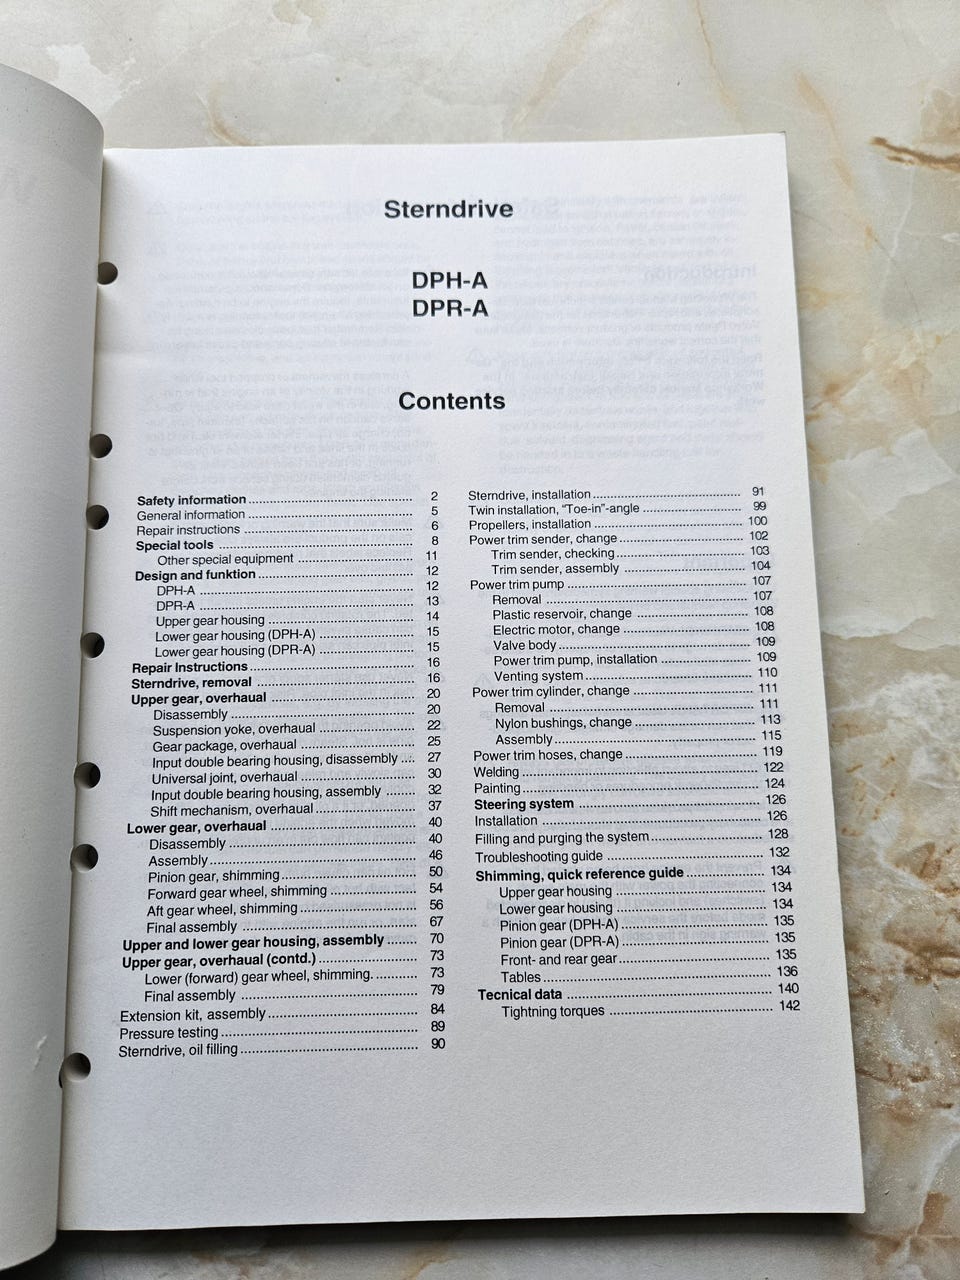 Sterndrive
DPH-A
DPR-A
Contents
Safety information ........ 2
General information ........ 5
Repair instructions ........ 6
Special tools ........ 8
Other special equipment ........ 11
Design and funktion ........ 12
DPH-A ........ 12
DPR-A ........ 13
Upper gear housing ........ 14
Lower gear housing (DPH-A) ........ 15
Lower gear housing (DPR-A) ........ 15
Repair Instructions ........ 16
Sterndrive, removal ........ 16
Upper gear, overhaul ........ 20
Disassembly ........ 20
Suspension yoke, overhaul ........ 22
Gear package, overhaul ........ 25
Input double bearing housing, disassembly .... 27
Universal joint, overhaul ........ 30
Input double bearing housing, assembly ........ 32
Shift mechanism, overhaul ........ 37
Lower gear, overhaul ........ 40
Disassembly ........ 40
Assembly ........ 46
Pinion gear, shimming ........ 50
Forward gear wheel, shimming ........ 54
Aft gear wheel, shimming ........ 56
Final assembly ........ 67
Upper and lower gear housing, assembly ........ 70
Upper gear, overhaul (contd.) ........ 73
Lower (forward) gear wheel, shimming ........ 73
Final assembly ........ 79
Extension kit, assembly ........ 84
Pressure testing ........ 89
Sterndrive, oil filling ........ 90
Sterndrive, installation ........ 91
Twin installation, “Toe-in”-angle ........ 99
Propellers, installation ........ 100
Power trim sender, change ........ 102
Trim sender, checking ........ 103
Trim sender, assembly ........ 104
Power trim pump ........ 107
Removal ........ 107
Plastic reservoir, change ........ 108
Electric motor, change ........ 108
Valve body ........ 109
Power trim pump, installation ........ 109
Venting system ........ 110
Power trim cylinder, change ........ 111
Removal ........ 111
Nylon bushings, change ........ 113
Assembly ........ 115
Power trim hoses, change ........ 119
Welding ........ 122
Painting ........ 124
Steering system ........ 126
Installation ........ 126
Filling and purging the system ........ 128
Troubleshooting guide ........ 132
Shimming, quick reference guide ........ 134
Upper gear housing ........ 134
Lower gear housing ........ 134
Pinion gear (DPH-A) ........ 135
Pinion gear (DPR-A) ........ 135
Front- and rear gear ........ 135
Tables ........ 136
Tecnical data ........ 140
Tightning torques ........ 142